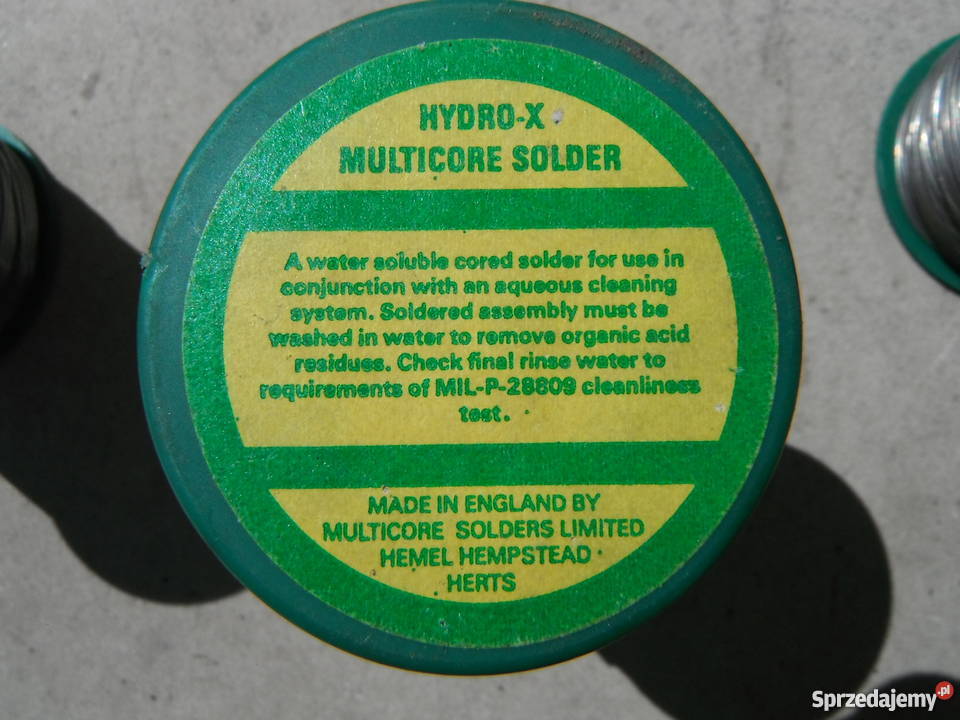 HYDRO-X
MULTICORE SOLDER
A water soluble cored solder for use in
conjunction with an aqueous cleaning
system. Soldered assembly must be
washed in water to remove organic acid
residues. Check final rinse water to
requirements of MIL-P-28809 cleanliness
test.
MADE IN ENGLAND BY
MULTICORE SOLDERS LIMITED
HEMEL HEMPSTEAD
HERTS
Sprzedajemy.pl